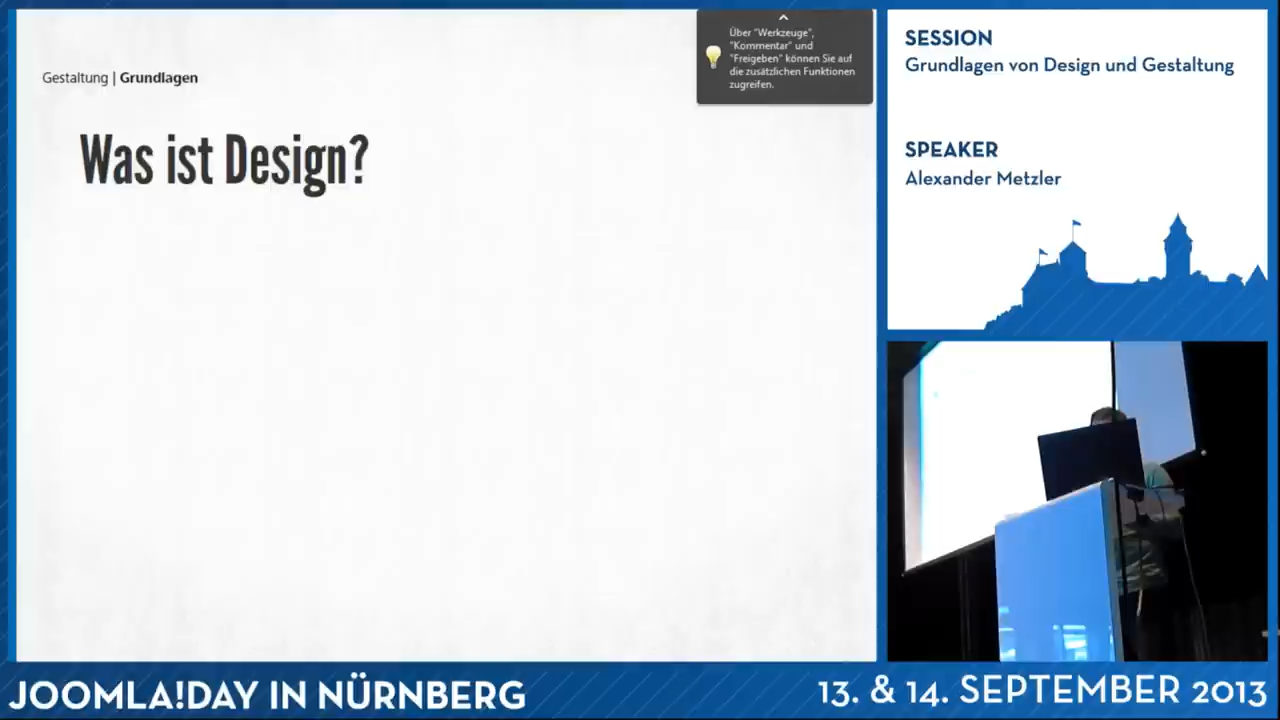 Gestaltung | Grundlagen
Was ist Design?
Über "Werkzeuge",
"Kommentar" und
"Freigeben" können Sie auf
die zusätzlichen Funktionen
zugreifen.
SESSION
Grundlagen von Design und Gestaltung
SPEAKER
Alexander Metzler
JOOMLA!DAY IN NÜRNBERG
13. & 14. SEPTEMBER 2013